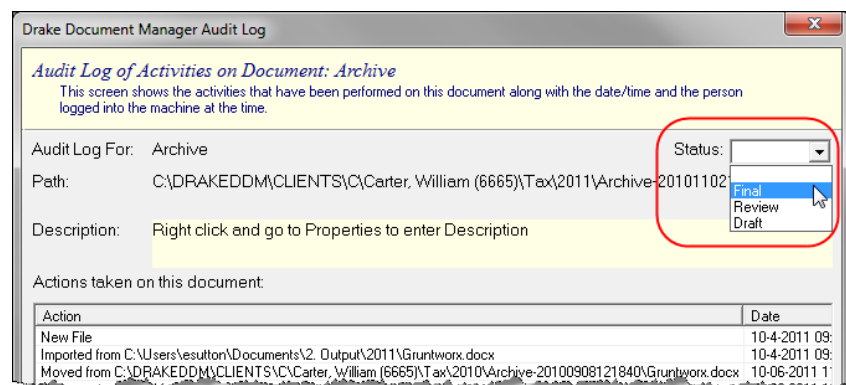 Drake Document Manager Audit Log
Audit Log of Activities on Document: Archive
This screen shows the activities that have been performed on this document along with the date/time and the person
logged into the machine at the time.
Audit Log For: Archive Status:
Path: C:\DRAKEDDM\CLIENTS\C\Carter, William (6665)\Tax\2011\Archive-201011021
Final
Review
Draft
Description: Right click and go to Properties to enter Description
Actions taken on this document:
Action Date
New File 10-4-2011 09:
Imported from C:\Users\esutton\Documents\2. Output\2011\Gruntworx.docx 10-4-2011 09:
Moved from C:\DRAKEDDM\CLIENTS\C\Carter, William (6665)\Tax\2010\Archive-20100908121840\Gruntworx.docx 10-06-2011 1